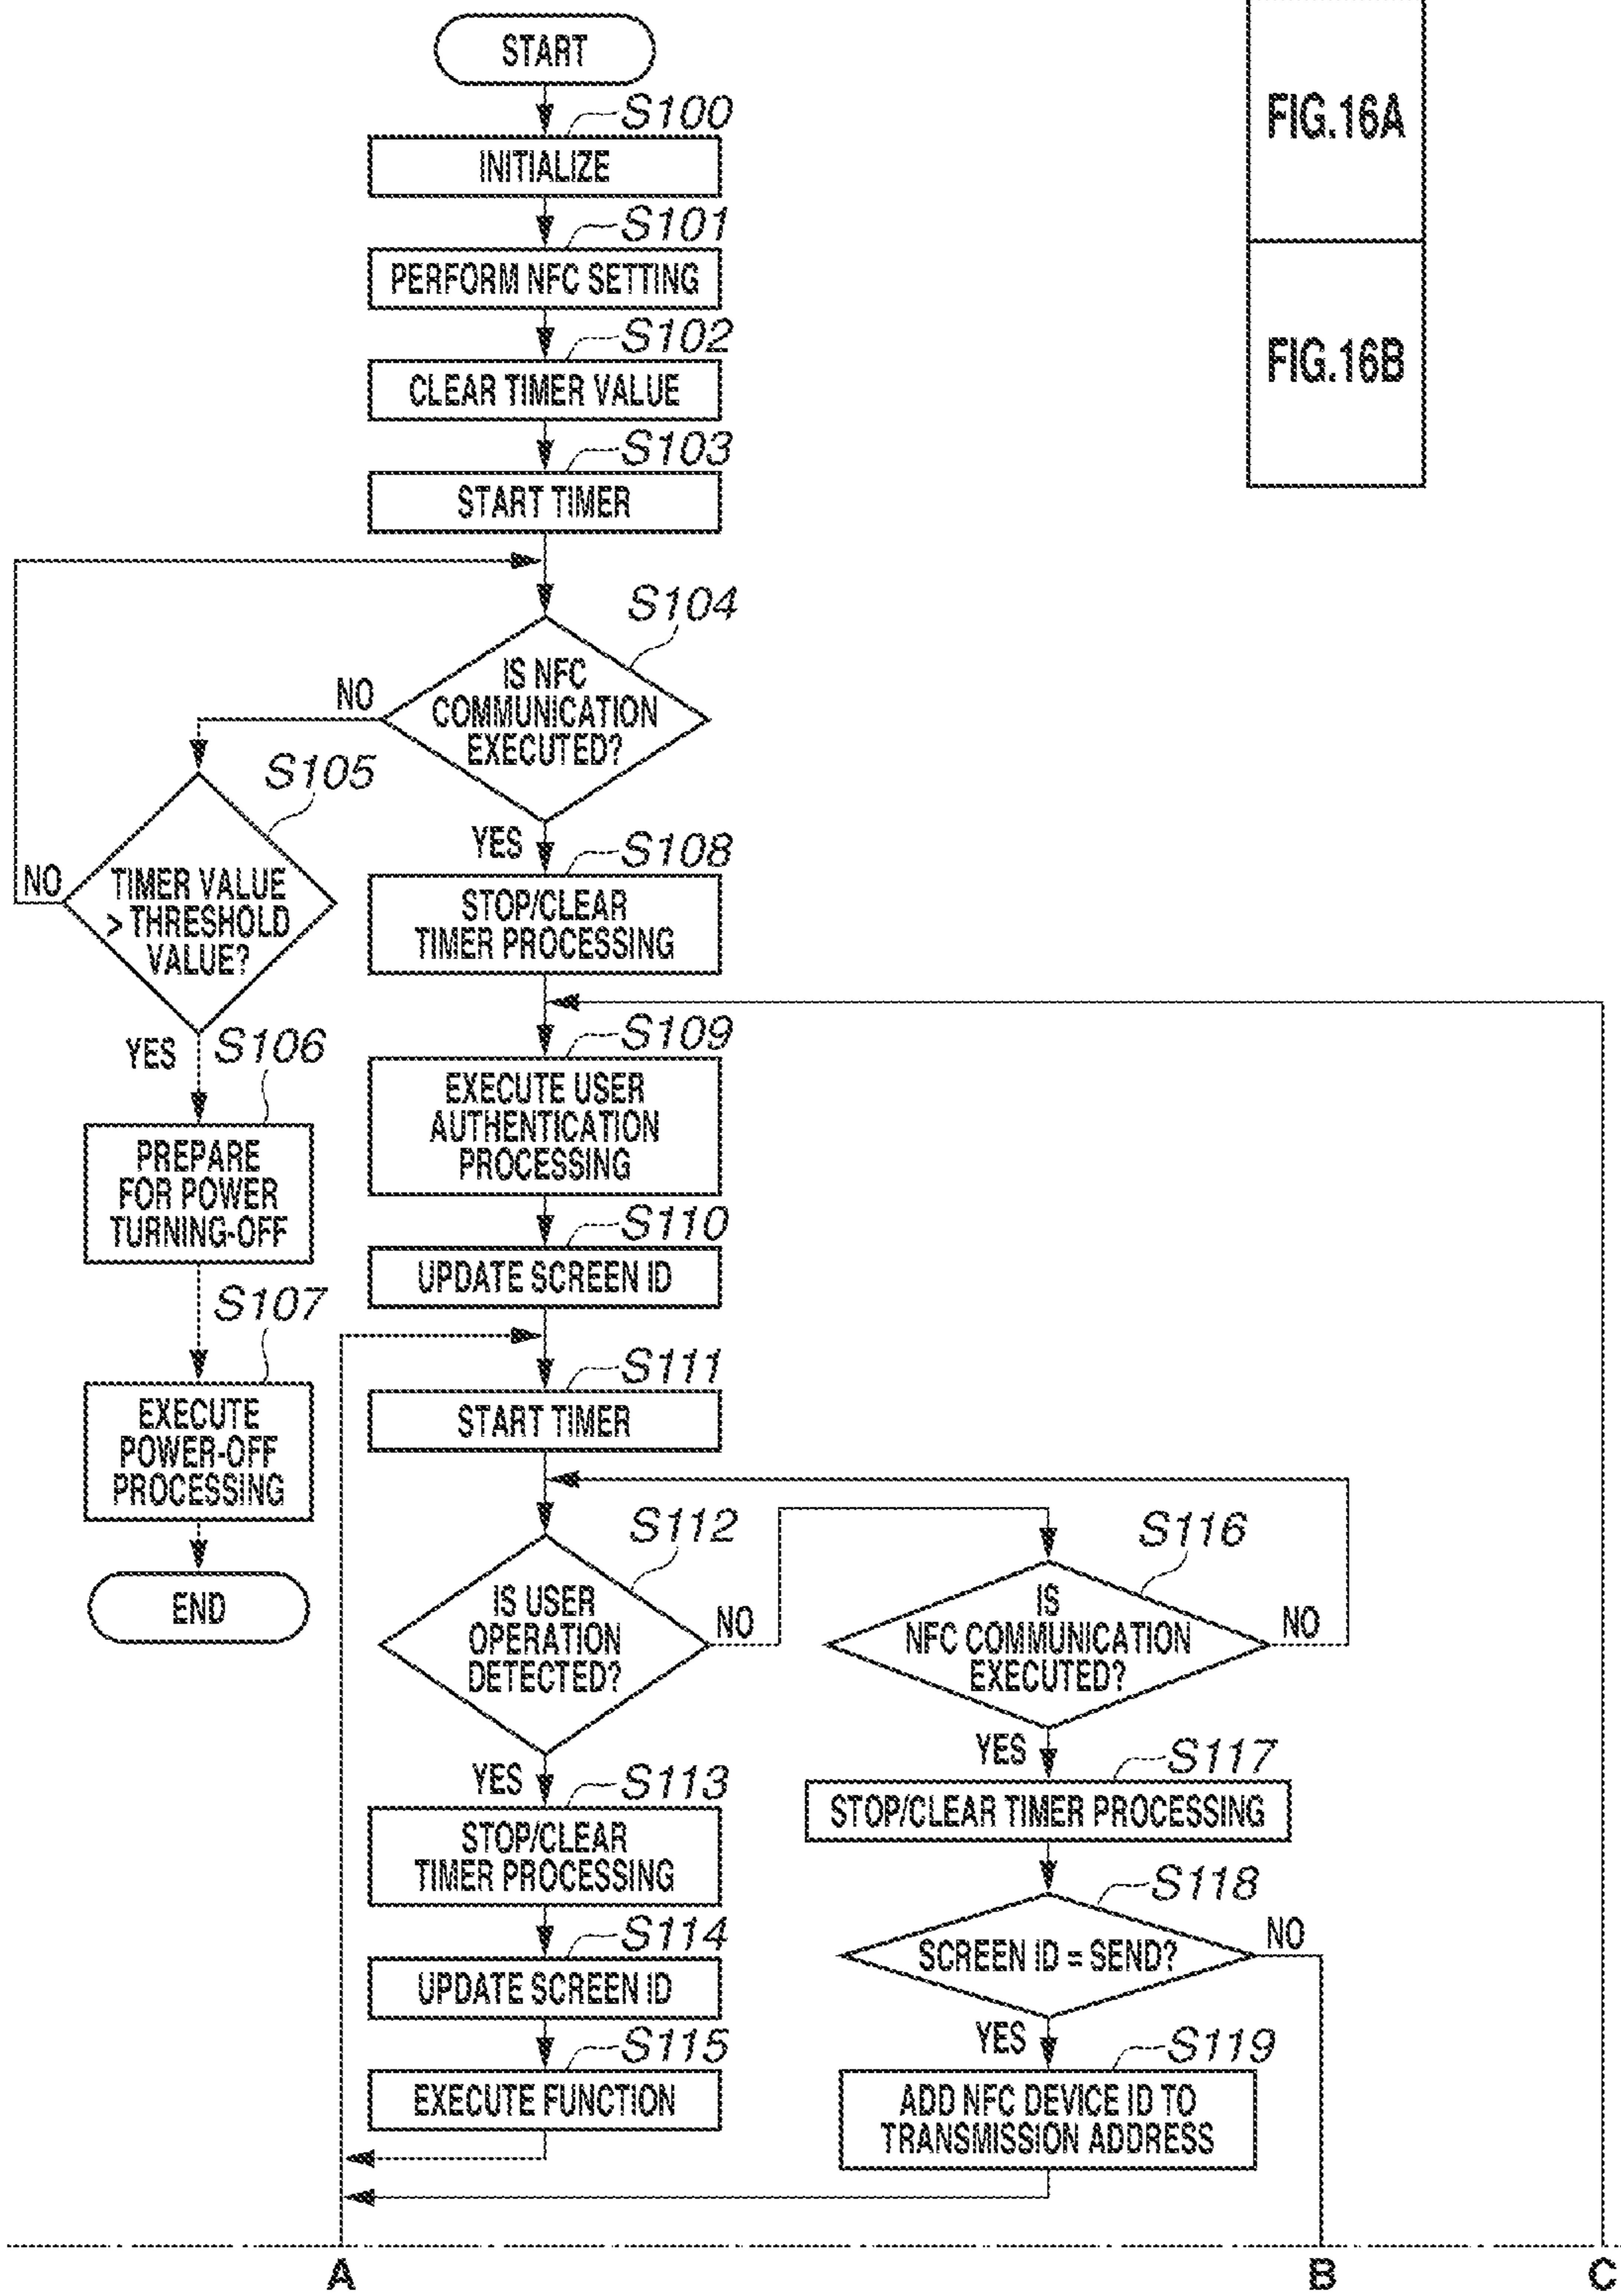 START
S100
INITIALIZE
S101
PERFORM NFC SETTING
S102
CLEAR TIMER VALUE
S103
START TIMER
FIG.16A
FIG.16B
S104
IS NFC
COMMUNICATION
EXECUTED?
NO
S105
TIMER VALUE
> THRESHOLD
VALUE?
NO
YES
S106
PREPARE
FOR POWER
TURNING-OFF
S107
EXECUTE
POWER-OFF
PROCESSING
END
YES
S108
STOP/CLEAR
TIMER PROCESSING
S109
EXECUTE USER
AUTHENTICATION
PROCESSING
S110
UPDATE SCREEN ID
S111
START TIMER
S112
IS USER
OPERATION
DETECTED?
NO
YES
S113
STOP/CLEAR
TIMER PROCESSING
S114
UPDATE SCREEN ID
S115
EXECUTE FUNCTION
S116
IS
NFC COMMUNICATION
EXECUTED?
NO
YES
S117
STOP/CLEAR TIMER PROCESSING
S118
SCREEN ID = SEND?
NO
YES
S119
ADD NFC DEVICE ID TO
TRANSMISSION ADDRESS
A
B
C